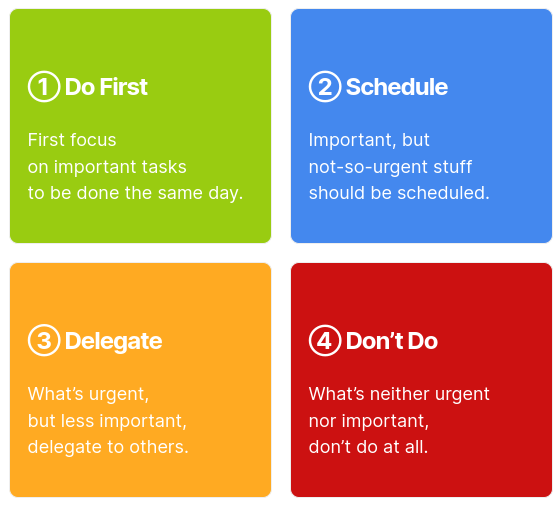 ① Do First
First focus
on important tasks
to be done the same day.
② Schedule
Important, but
not-so-urgent stuff
should be scheduled.
③ Delegate
What’s urgent,
but less important,
delegate to others.
④ Don’t Do
What’s neither urgent
nor important,
don’t do at all.